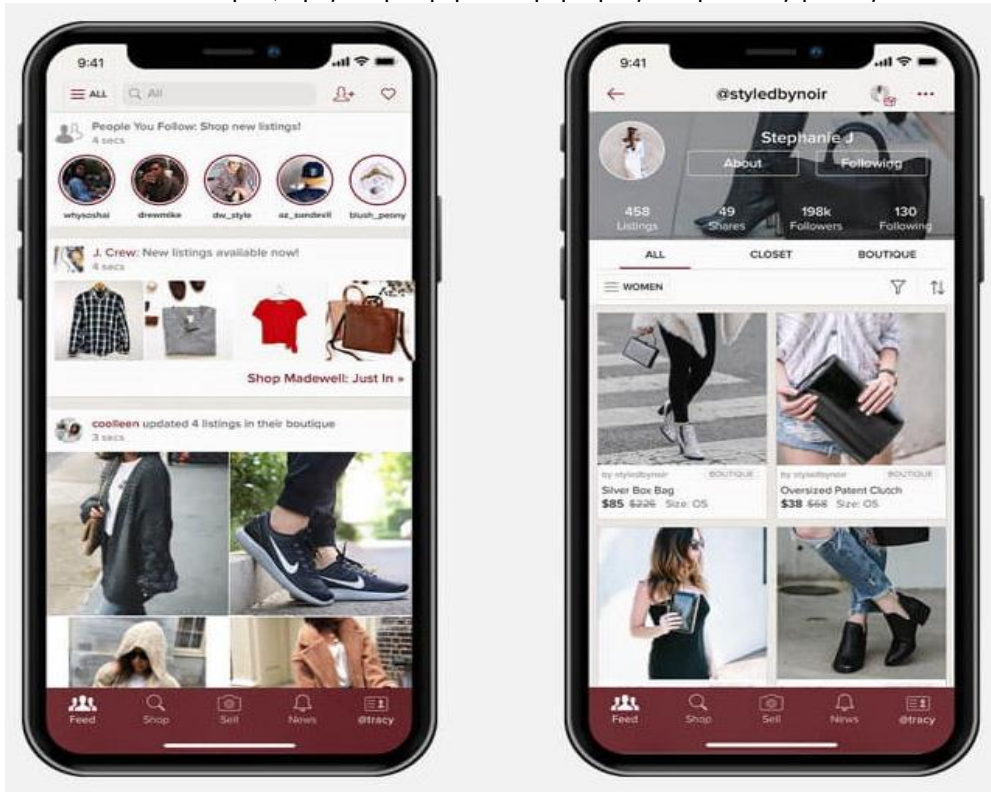 9:41
ALL
All
People You Follow: Shop new listings!
4 secs
whysoshai drewmike dw_style az_sundevil blush_peony
J. Crew: New listings available now!
4 secs
Shop Madewell: Just In »
coolleen updated 4 listings in their boutique
3 secs
Feed Shop Sell News @tracy
9:41
@styledbynoir
Stephanie J
About Following
458 49 198k 130
Listings Shares Followers Following
ALL CLOSET BOUTIQUE
WOMEN
by styledbynoir BOUTIQUE
Silver Box Bag
$85 $226 Size: OS
by styledbynoir BOUTIQUE
Oversized Patent Clutch
$38 $68 Size: OS
Feed Shop Sell News @tracy